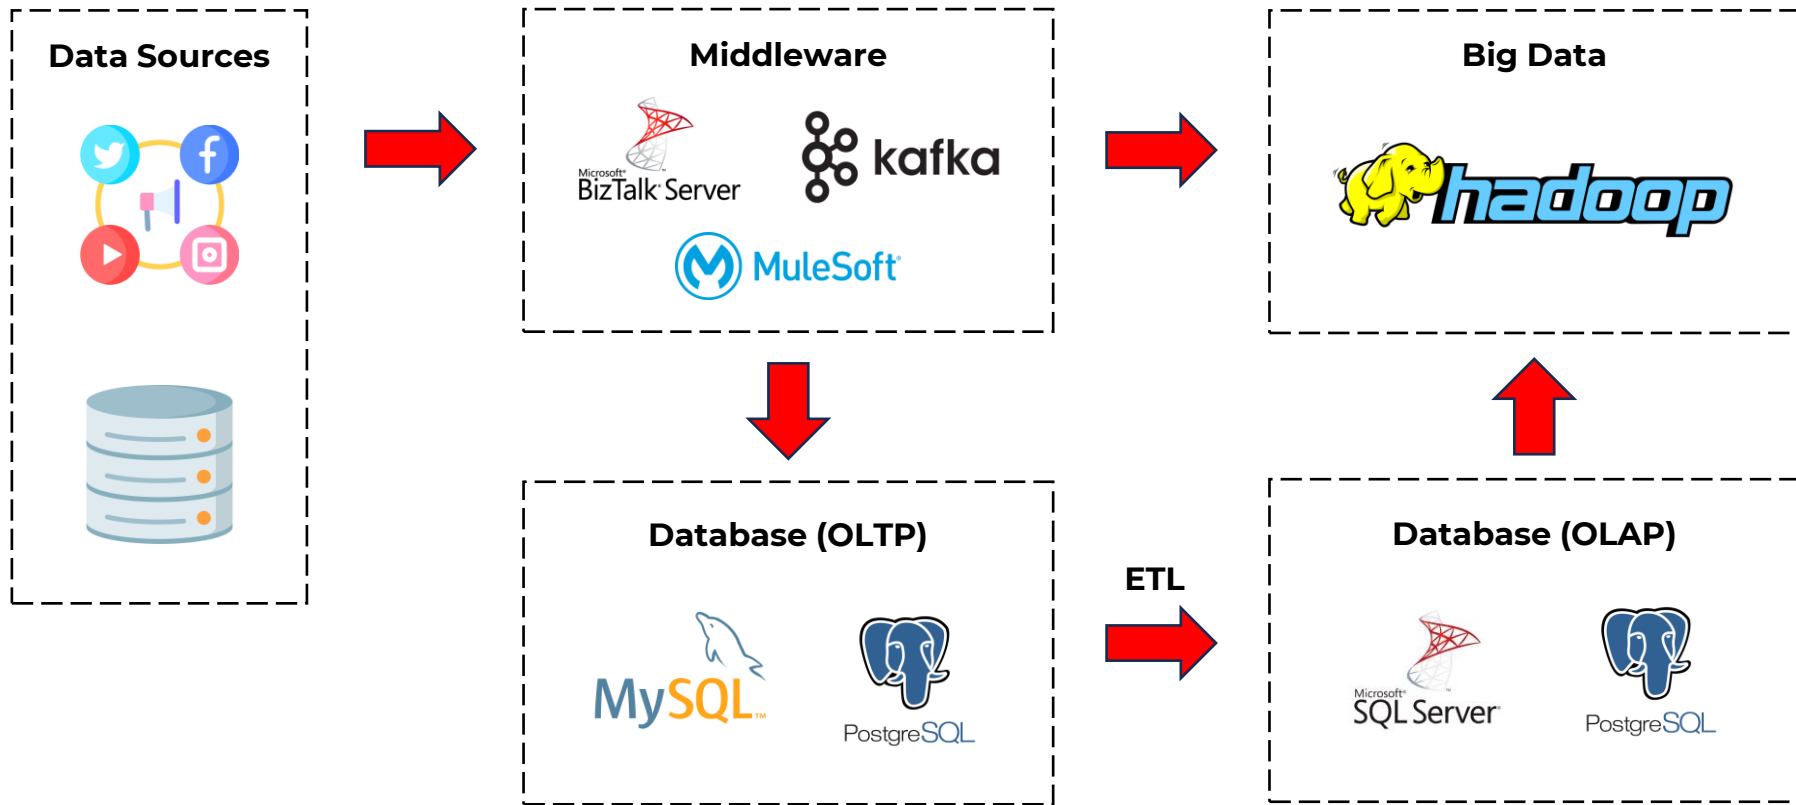 Data Sources
Middleware
Microsoft®
BizTalk Server
kafka
MuleSoft®
Big Data
hadoop
Database (OLTP)
MySQL™
PostgreSQL
ETL
Database (OLAP)
Microsoft®
SQL Server®
PostgreSQL